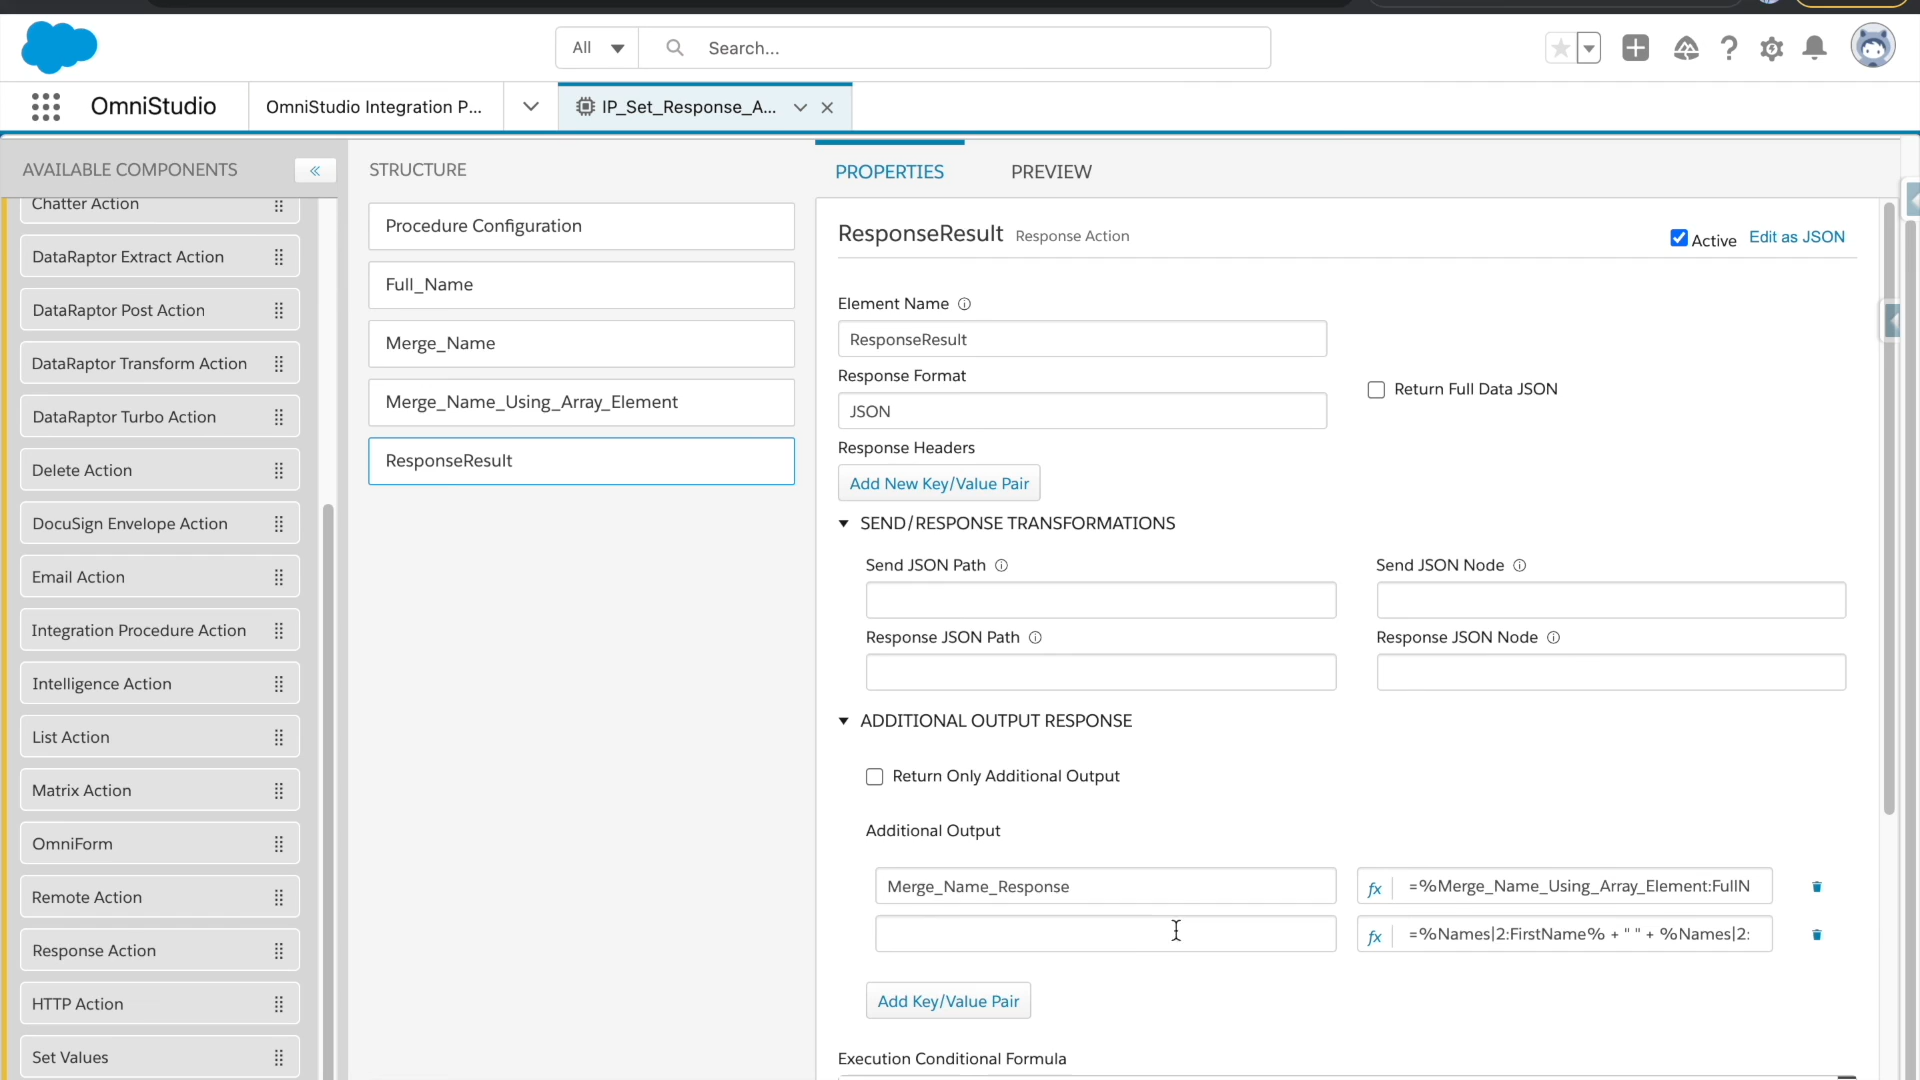 All
Search...
OmniStudio
OmniStudio Integration P...
IP_Set_Response_A...
AVAILABLE COMPONENTS
«
Chatter Action
DataRaptor Extract Action
DataRaptor Post Action
DataRaptor Transform Action
DataRaptor Turbo Action
Delete Action
DocuSign Envelope Action
Email Action
Integration Procedure Action
Intelligence Action
List Action
Matrix Action
OmniForm
Remote Action
Response Action
HTTP Action
Set Values
STRUCTURE
Procedure Configuration
Full_Name
Merge_Name
Merge_Name_Using_Array_Element
ResponseResult
PROPERTIES
PREVIEW
ResponseResult Response Action
Active Edit as JSON
Element Name
ResponseResult
Response Format
JSON
Return Full Data JSON
Response Headers
Add New Key/Value Pair
SEND/RESPONSE TRANSFORMATIONS
Send JSON Path
Send JSON Node
Response JSON Path
Response JSON Node
ADDITIONAL OUTPUT RESPONSE
Return Only Additional Output
Additional Output
Merge_Name_Response
fx =%Merge_Name_Using_Array_Element:FullN
fx =%Names|2:FirstName% + " " + %Names|2:
Add Key/Value Pair
Execution Conditional Formula